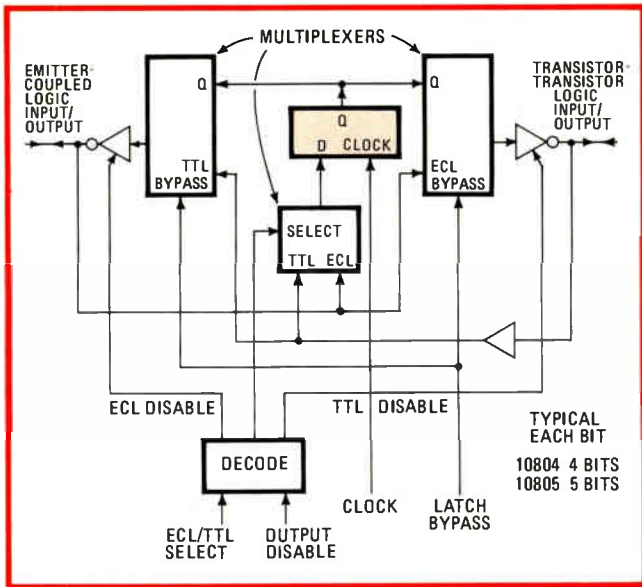 MULTIPLEXERS
EMITTER-
COUPLED
LOGIC
INPUT/
OUTPUT
TRANSISTOR-
TRANSISTOR
LOGIC
INPUT/
OUTPUT
Q
Q
Q
D CLOCK
TTL
BYPASS
ECL
BYPASS
SELECT
TTL ECL
ECL DISABLE
TTL DISABLE
TYPICAL
EACH BIT
10804 4 BITS
10805 5 BITS
DECODE
CLOCK
LATCH
BYPASS
ECL/TTL
SELECT
OUTPUT
DISABLE